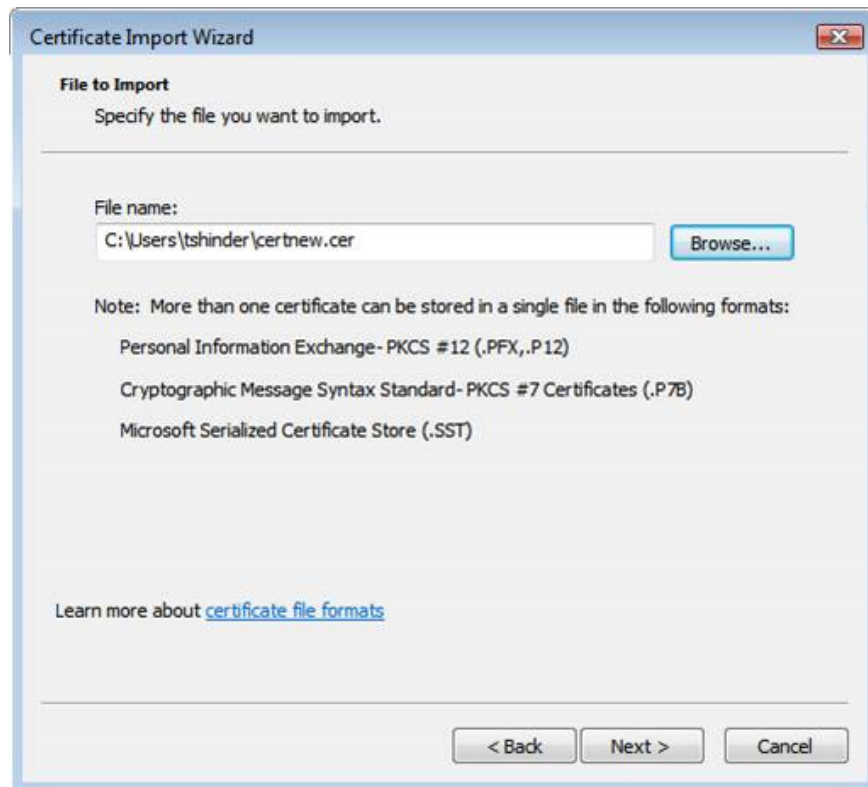 Certificate Import Wizard
File to Import
Specify the file you want to import.
File name:
C:\Users\tshinder\certnew.cer
Browse...
Note: More than one certificate can be stored in a single file in the following formats:
Personal Information Exchange- PKCS #12 (.PFX,.P12)
Cryptographic Message Syntax Standard- PKCS #7 Certificates (.P7B)
Microsoft Serialized Certificate Store (.SST)
Learn more about certificate file formats
< Back Next > Cancel